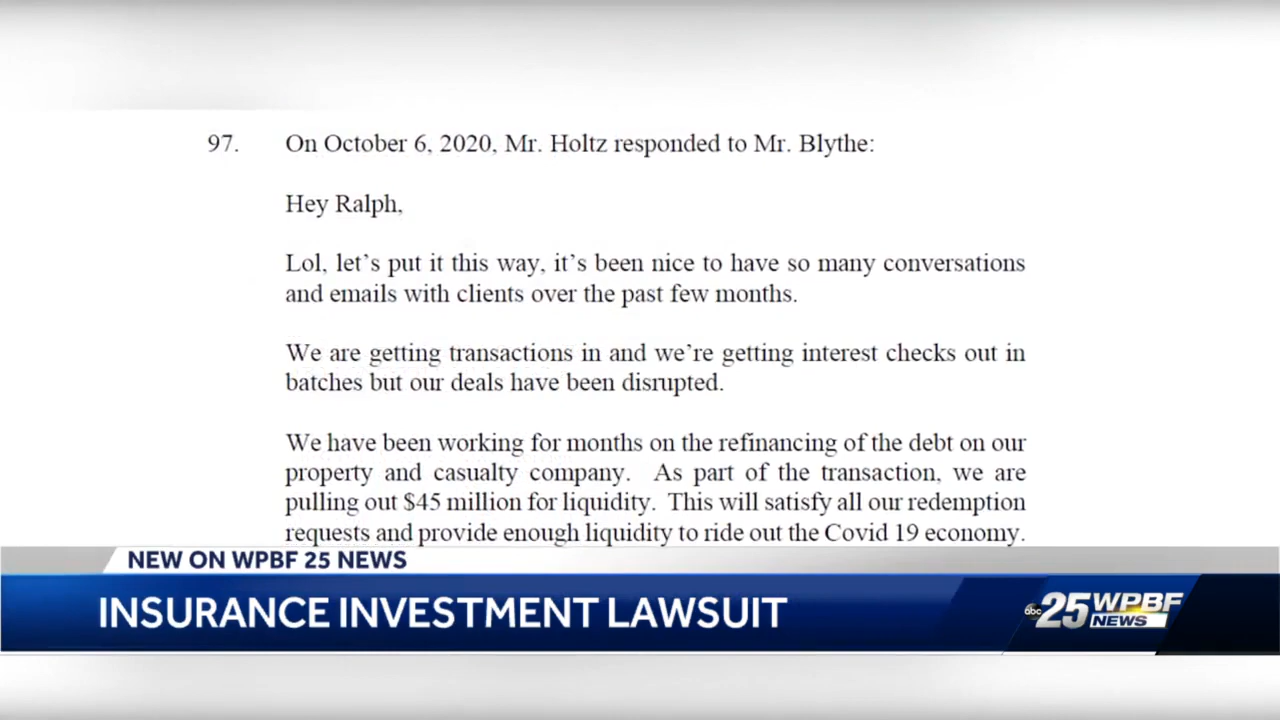 97. On October 6, 2020, Mr. Holtz responded to Mr. Blythe:
Hey Ralph,
Lol, let’s put it this way, it’s been nice to have so many conversations
and emails with clients over the past few months.
We are getting transactions in and we’re getting interest checks out in
batches but our deals have been disrupted.
We have been working for months on the refinancing of the debt on our
property and casualty company. As part of the transaction, we are
pulling out $45 million for liquidity. This will satisfy all our redemption
requests and provide enough liquidity to ride out the Covid 19 economy.
NEW ON WPBF 25 NEWS
INSURANCE INVESTMENT LAWSUIT
abc 25 WPBF
NEWS